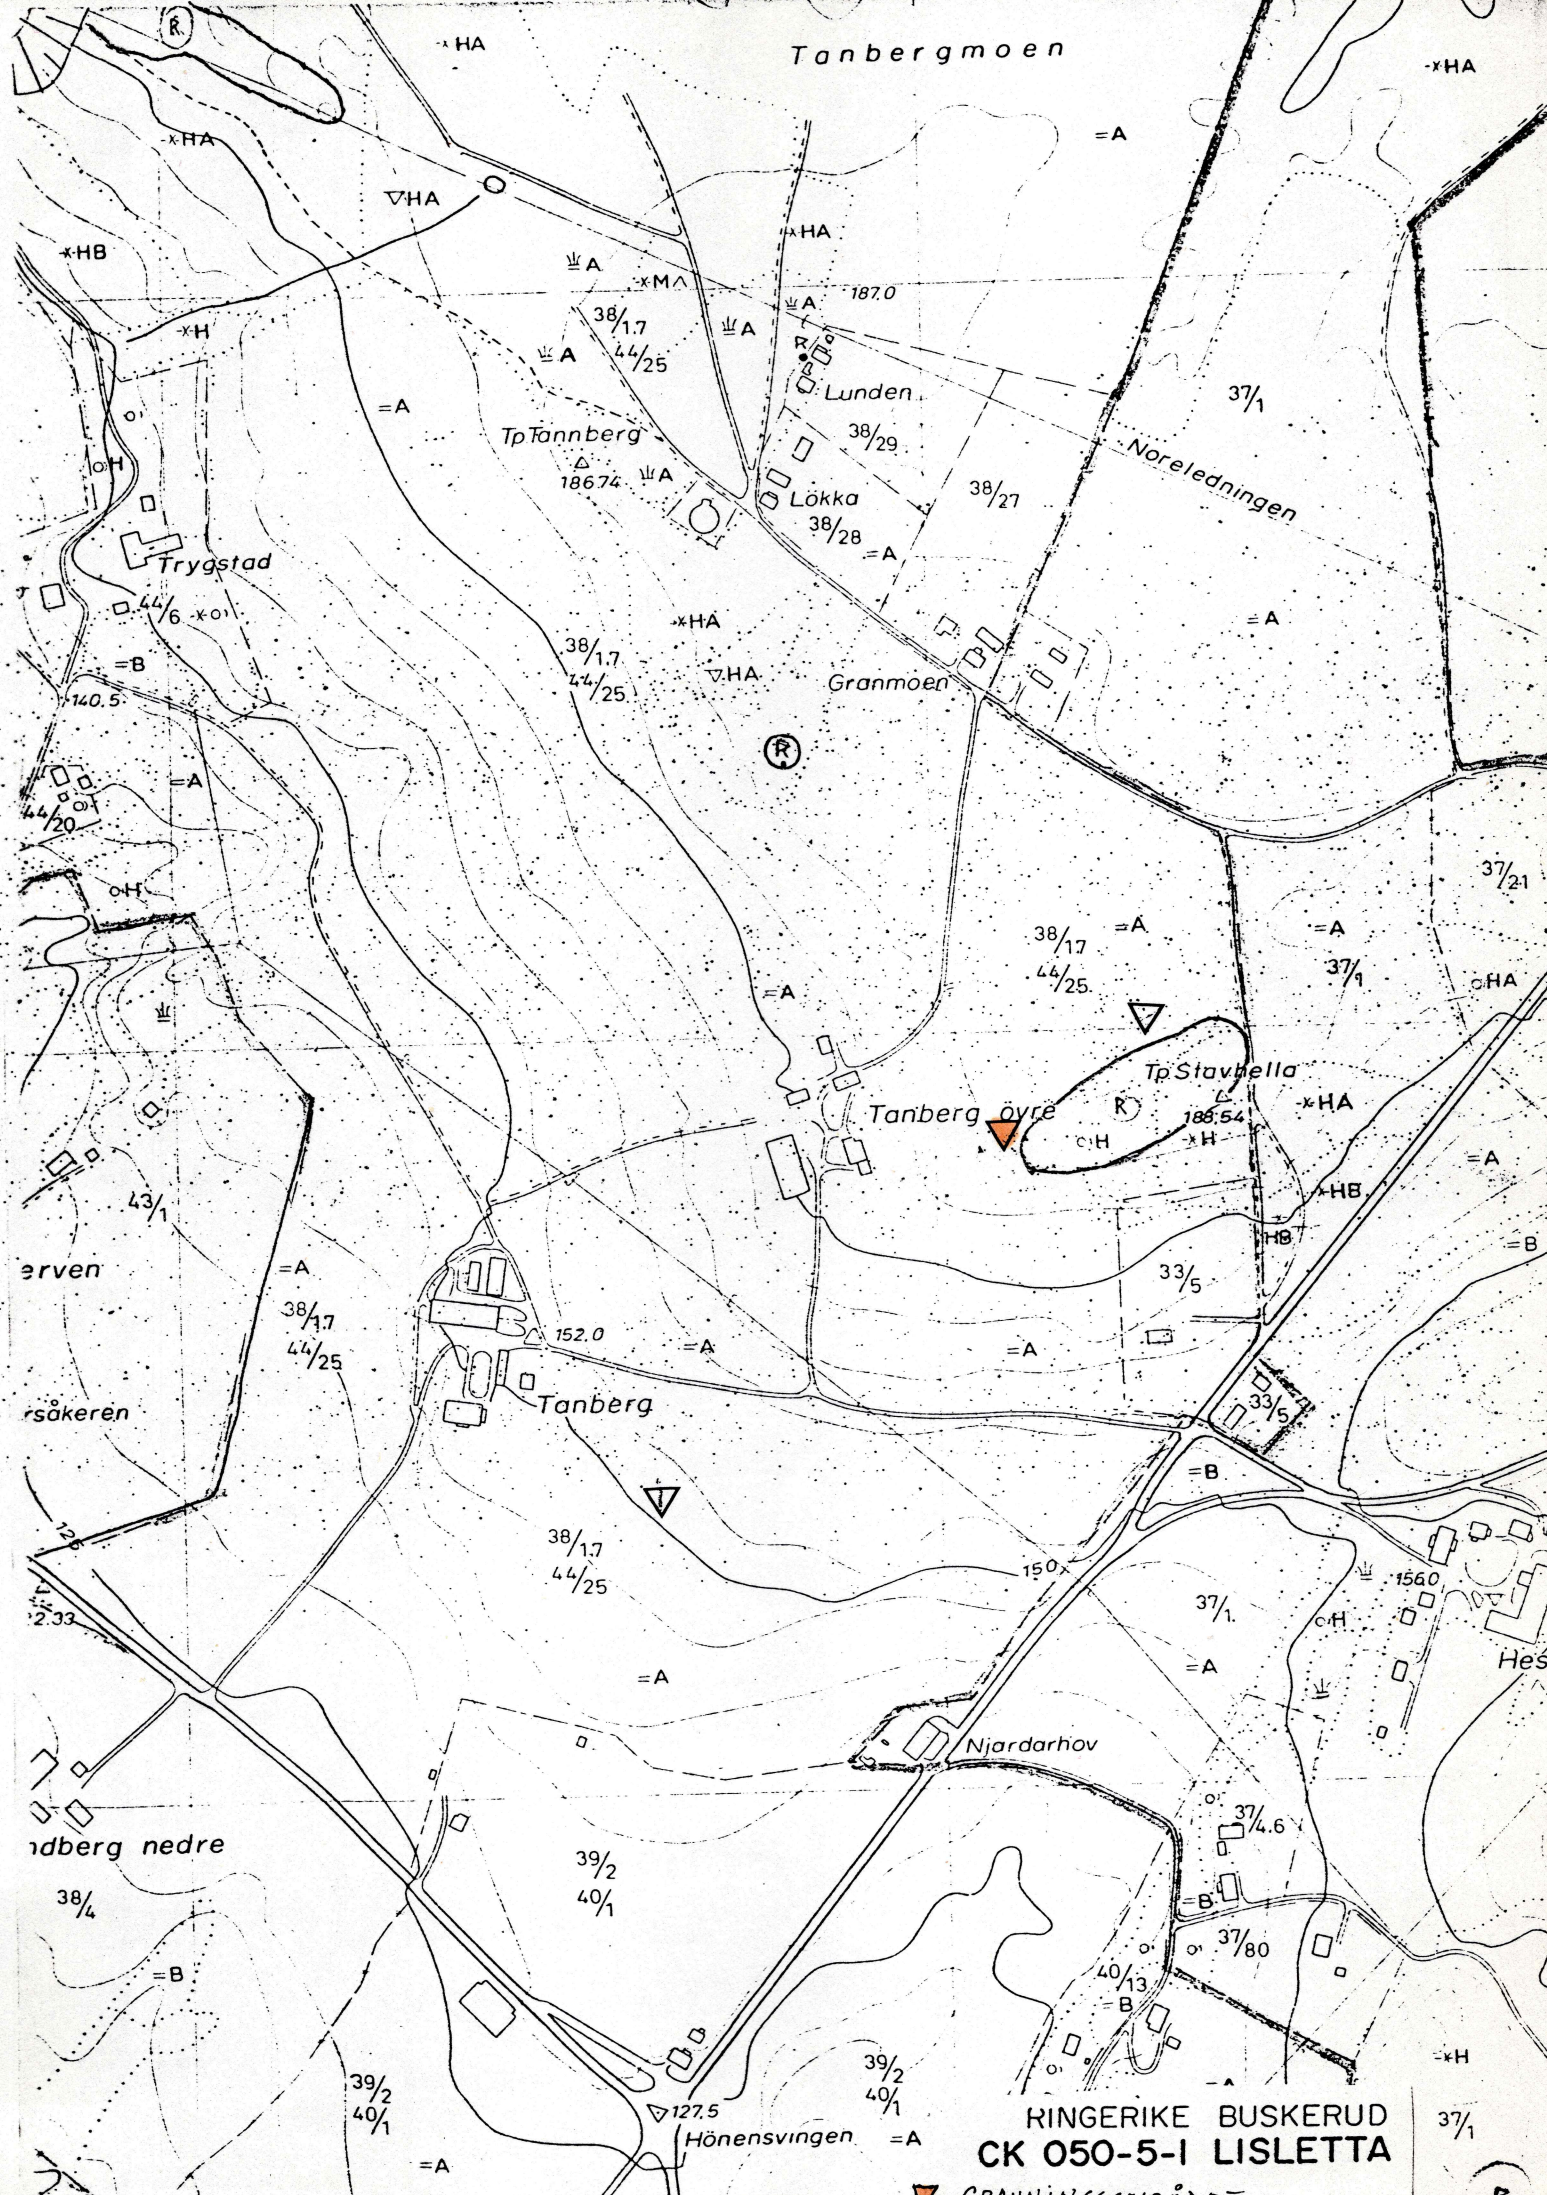 R
HA
Tanbergmoen
HA
HA
=A
HA
HA
HB
A
187.0
A
H
38/1.7
44/25
A
A
R
Lunden
37/1
=A
Tp Tannberg
38/29
Noreledningen
186.74
A
38/27
H
Lökka
38/28
=A
Trygstad
44/6
HA
=A
=B
38/1.7
44/25
HA
Granmoen
140.5
R
=A
44/20
37/21
H
38/17
=A
=A
44/25
37/1
HA
=A
Tp Stavhella
Tanberg övre
R
188.54
HA
H
H
=A
43/1
HB
HB
=B
erven
=A
33/5
38/1.7
44/25
152.0
=A
=A
rsåkeren
Tanberg
33/5
=B
125
38/1.7
44/25
150
156.0
2.33
37/1
H
=A
=A
Hes
Njardarhov
37/4.6
ndberg nedre
39/2
40/1
38/4
=B
37/80
=B
40/13
=B
39/2
40/1
39/2
40/1
H
127.5
Hönensvingen
=A
RINGERIKE BUSKERUD
37/1
CK 050-5-1 LISLETTA
=A